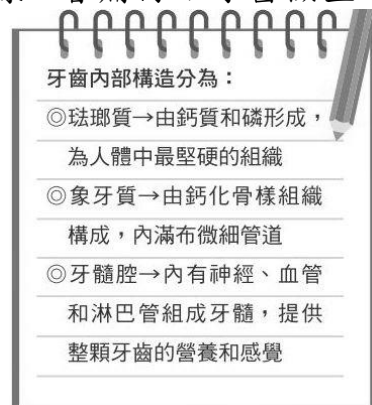 牙齒內部構造分為：
◎琺瑯質→由鈣質和磷形成，
為人體中最堅硬的組織
◎象牙質→由鈣化骨樣組織
構成，內滿布微細管道
◎牙髓腔→內有神經、血管
和淋巴管組成牙髓，提供
整顆牙齒的營養和感覺